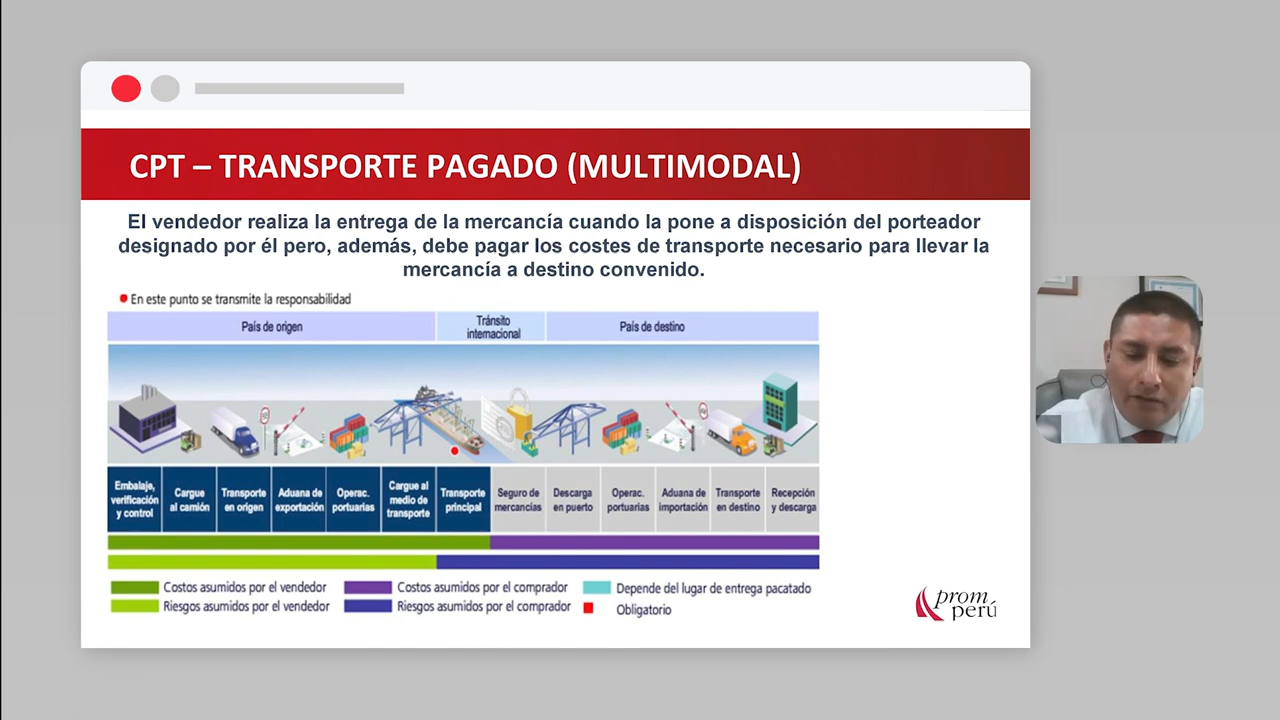 CPT – TRANSPORTE PAGADO (MULTIMODAL)
El vendedor realiza la entrega de la mercancía cuando la pone a disposición del porteador
designado por él pero, además, debe pagar los costes de transporte necesario para llevar la
mercancía a destino convenido.
En este punto se transmite la responsabilidad
País de origen
Tránsito
internacional
País de destino
Embalaje,
verificación
y control
Cargue
al camión
Transporte
en origen
Aduana de
exportación
Operac.
portuarias
Cargue al
medio de
transporte
Transporte
principal
Seguro de
mercancías
Descarga
en puerto
Operac.
portuarias
Aduana de
importación
Transporte
en destino
Recepción
y descarga
Costos asumidos por el vendedor
Costos asumidos por el comprador
Depende del lugar de entrega pacatado
Riesgos asumidos por el vendedor
Riesgos asumidos por el comprador
Obligatorio
prom
perú